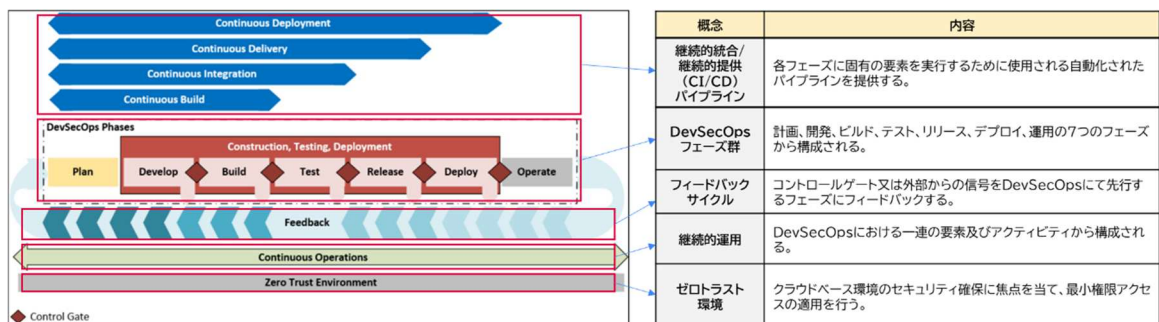 Continuous Deployment
Continuous Delivery
Continuous Integration
Continuous Build
DevSecOps Phases
Construction, Testing, Deployment
Plan
Develop
Build
Test
Release
Deploy
Operate
Feedback
Continuous Operations
Zero Trust Environment
Control Gate
概念
内容
継続的統合/
継続的提供
(CI/CD)
パイプライン
各フェーズに固有の要素を実行するために使用される自動化された
パイプラインを提供する。
DevSecOps
フェーズ群
計画、開発、ビルド、テスト、リリース、デプロイ、運用の7つのフェーズ
から構成される。
フィードバック
サイクル
コントロールゲート又は外部からの信号をDevSecOpsにて先行す
るフェーズにフィードバックする。
継続的運用
DevSecOpsにおける一連の要素及びアクティビティから構成され
る。
ゼロトラスト
環境
クラウドベース環境のセキュリティ確保に焦点を当て、最小権限アクセ
スの適用を行う。